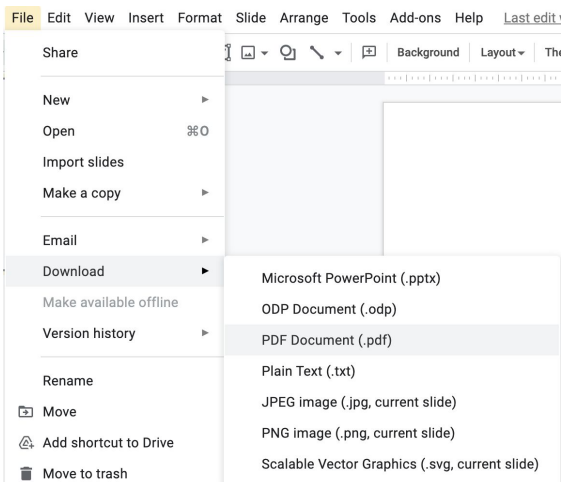 File Edit View Insert Format Slide Arrange Tools Add-ons Help Last edit
Share
Background Layout The
New
Open ⌘O
Import slides
Make a copy
Email
Download
Make available offline
Version history
Rename
Move
Add shortcut to Drive
Move to trash
Microsoft PowerPoint (.pptx)
ODP Document (.odp)
PDF Document (.pdf)
Plain Text (.txt)
JPEG image (.jpg, current slide)
PNG image (.png, current slide)
Scalable Vector Graphics (.svg, current slide)